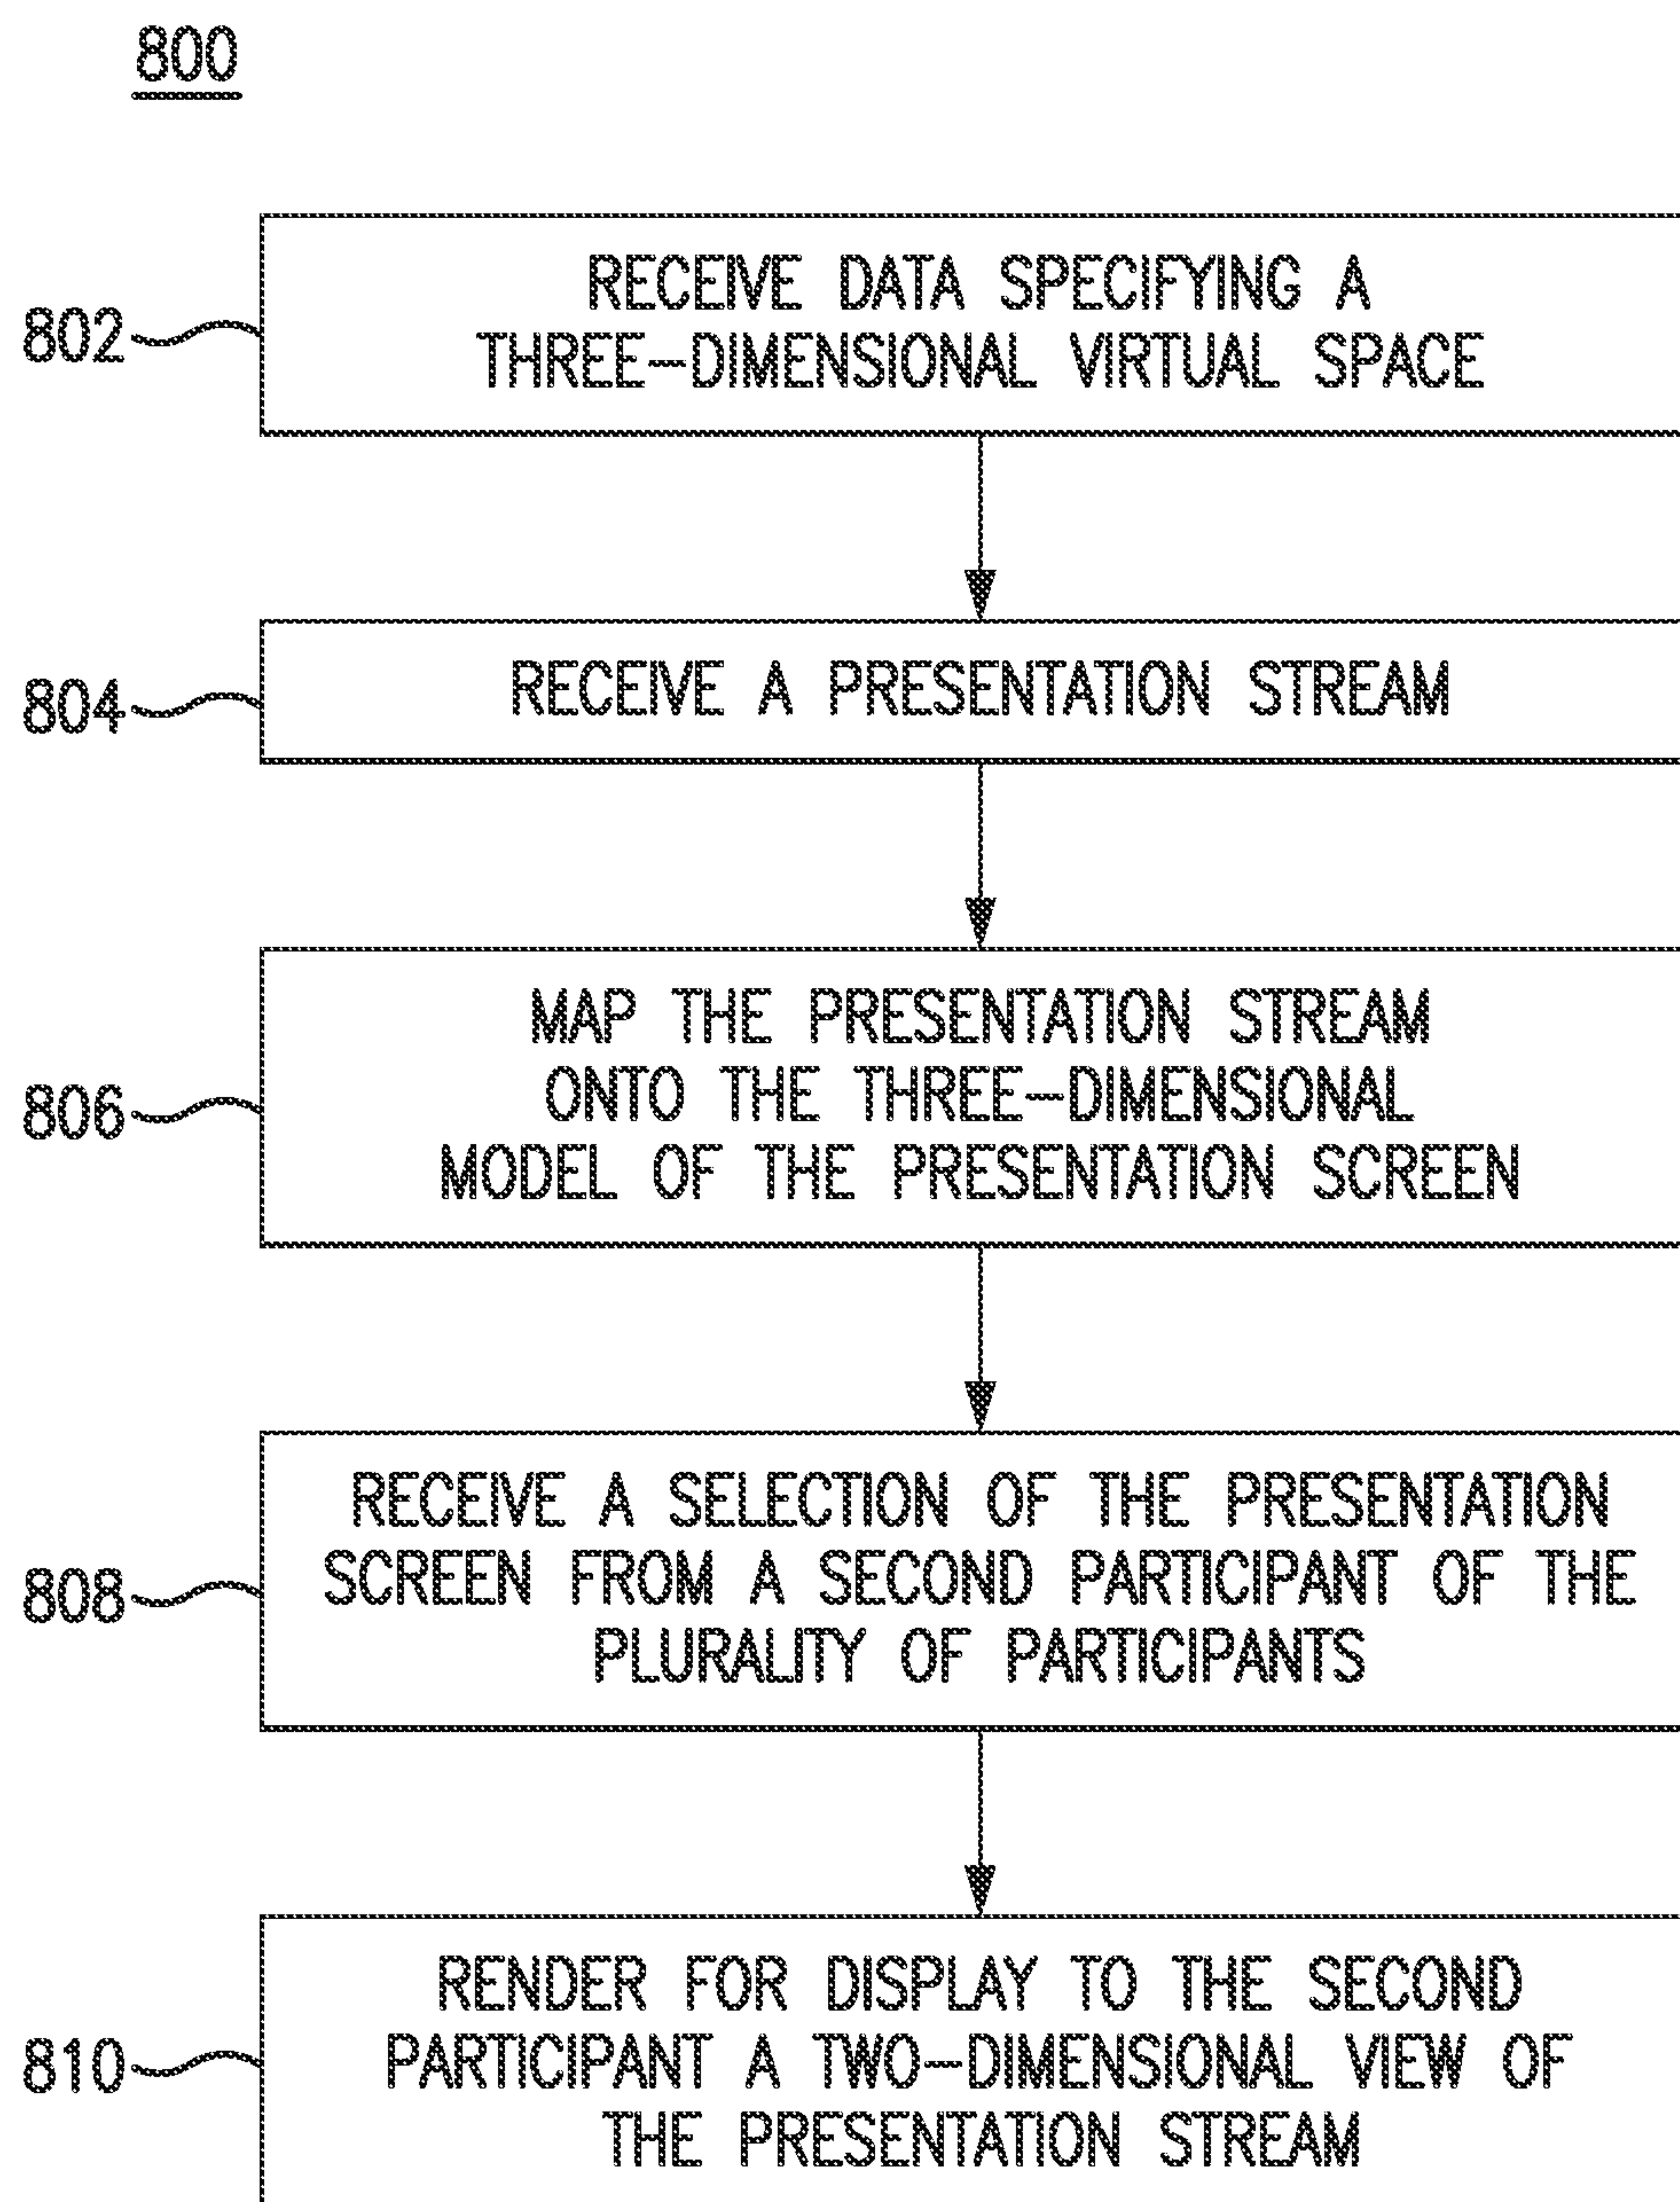 800
802
RECEIVE DATA SPECIFYING A
THREE-DIMENSIONAL VIRTUAL SPACE
804
RECEIVE A PRESENTATION STREAM
806
MAP THE PRESENTATION STREAM
ONTO THE THREE-DIMENSIONAL
MODEL OF THE PRESENTATION SCREEN
808
RECEIVE A SELECTION OF THE PRESENTATION
SCREEN FROM A SECOND PARTICIPANT OF THE
PLURALITY OF PARTICIPANTS
810
RENDER FOR DISPLAY TO THE SECOND
PARTICIPANT A TWO-DIMENSIONAL VIEW OF
THE PRESENTATION STREAM